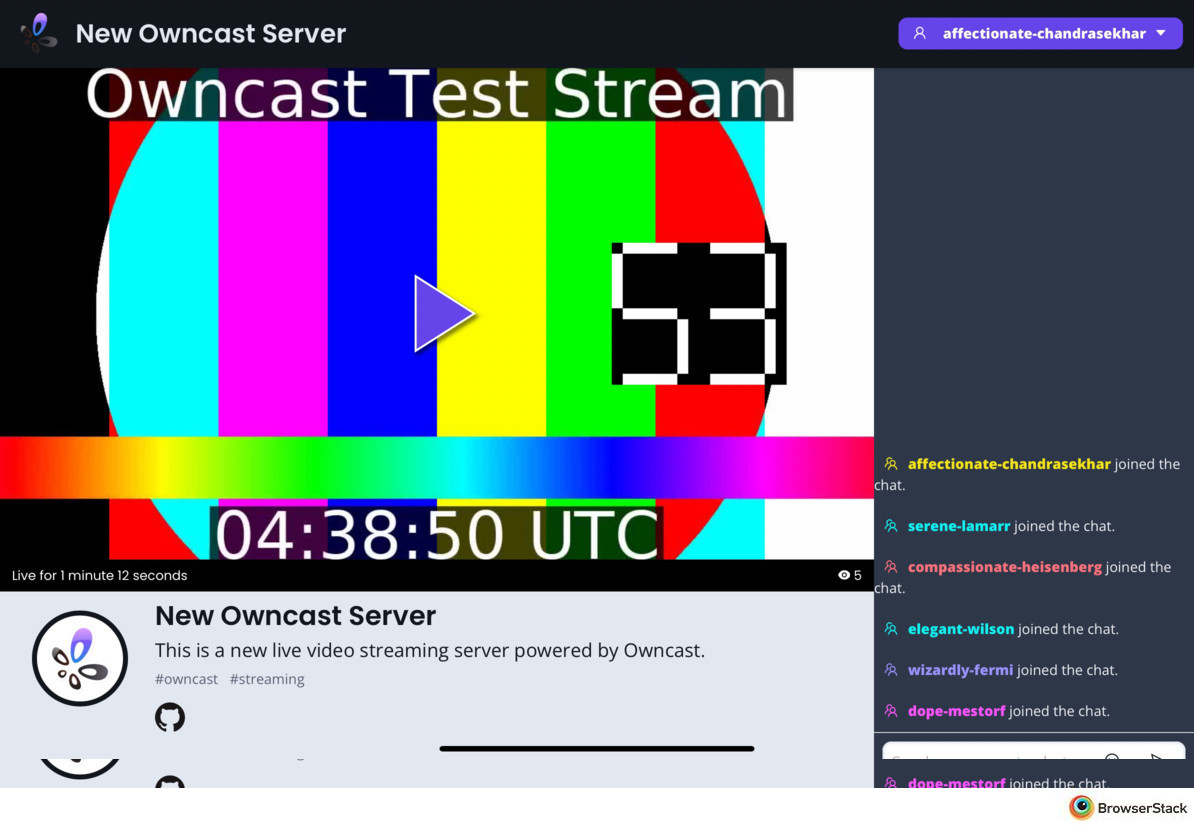 New Owncast Server
affectionate-chandrasekhar
Owncast Test Stream
53
04:38:50 UTC
Live for 1 minute 12 seconds
5
New Owncast Server
This is a new live video streaming server powered by Owncast.
#owncast #streaming
affectionate-chandrasekhar joined the
chat.
serene-lamarr joined the chat.
compassionate-heisenberg joined the
chat.
elegant-wilson joined the chat.
wizardly-fermi joined the chat.
dope-mestorf joined the chat.
dope-mestorf joined the chat.
BrowserStack